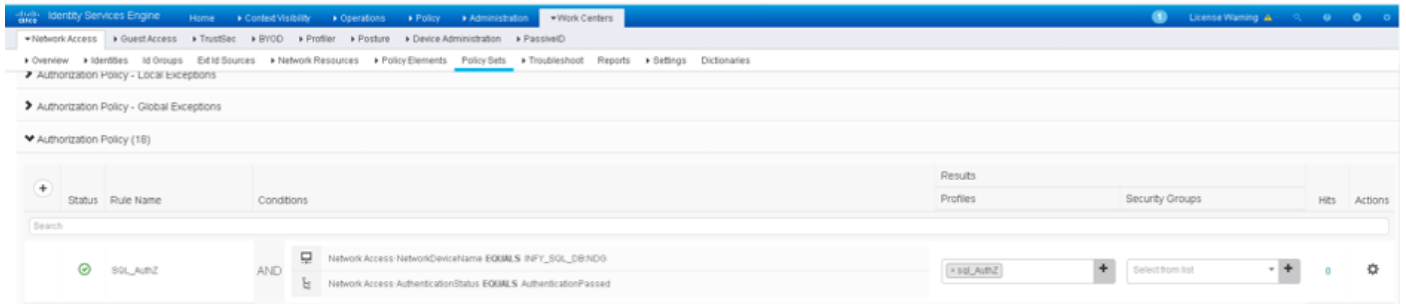 cisco Identity Services Engine Home Context Visibility Operations Policy Administration Work Centers 1 License Warning
Network Access Guest Access TrustSec BYOD Profiler Posture Device Administration PassiveID
Overview Identities Id Groups Ext Id Sources Network Resources Policy Elements Policy Sets Troubleshoot Reports Settings Dictionaries
Authorization Policy - Local Exceptions
Authorization Policy - Global Exceptions
Authorization Policy (18)
Results
+ Status Rule Name Conditions Profiles Security Groups Hits Actions
Search
Network Access·NetworkDeviceName EQUALS INFY_SQL_DB:NDG
SQL_AuthZ AND × sql_AuthZ + Select from list + 0
Network Access·AuthenticationStatus EQUALS AuthenticationPassed